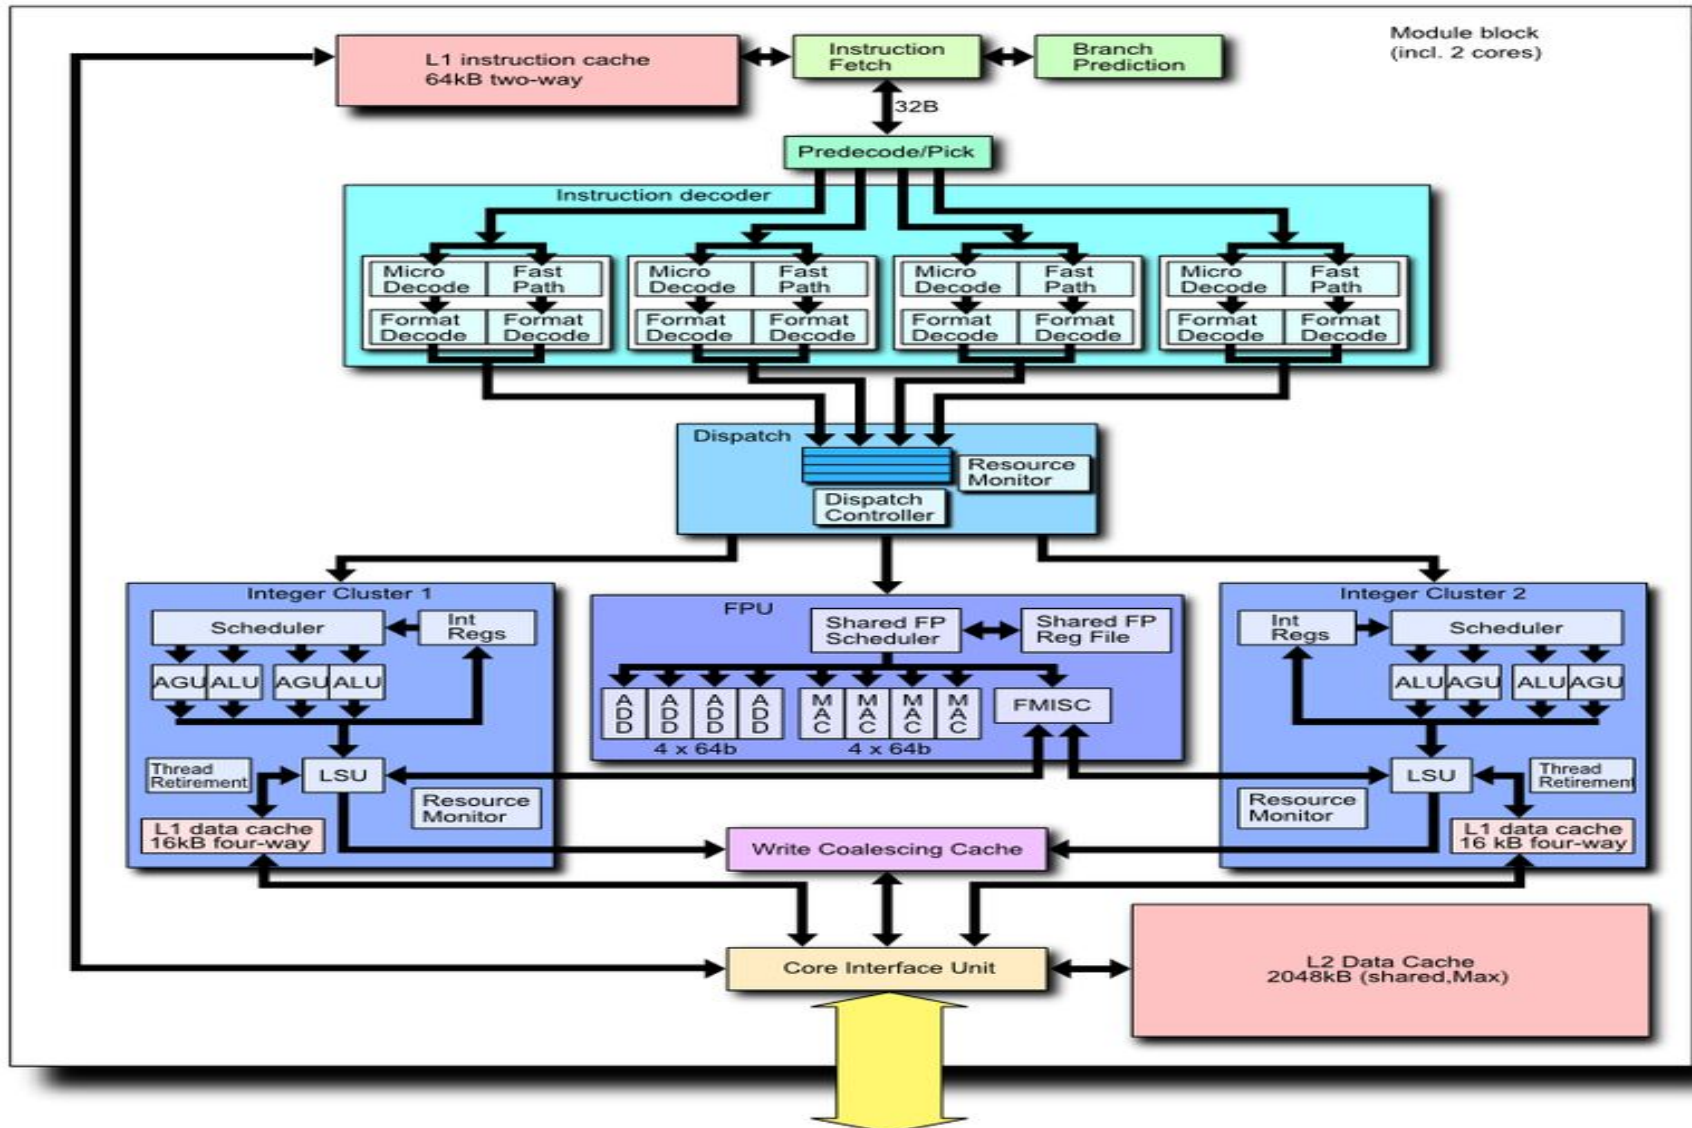 Module block
(incl. 2 cores)
L1 instruction cache
64kB two-way
Instruction
Fetch
Branch
Prediction
32B
Predecode/Pick
Instruction decoder
Micro
Decode
Fast
Path
Format
Decode
Format
Decode
Micro
Decode
Fast
Path
Format
Decode
Format
Decode
Micro
Decode
Fast
Path
Format
Decode
Format
Decode
Micro
Decode
Fast
Path
Format
Decode
Format
Decode
Dispatch
Resource
Monitor
Dispatch
Controller
Integer Cluster 1
Scheduler
Int
Regs
AGU
ALU
AGU
ALU
Thread
Retirement
LSU
Resource
Monitor
L1 data cache
16kB four-way
FPU
Shared FP
Scheduler
Shared FP
Reg File
ADD
ADD
ADD
ADD
4 x 64b
MAC
MAC
MAC
MAC
4 x 64b
FMISC
Integer Cluster 2
Int
Regs
Scheduler
ALU
AGU
ALU
AGU
LSU
Thread
Retirement
Resource
Monitor
L1 data cache
16 kB four-way
Write Coalescing Cache
Core Interface Unit
L2 Data Cache
2048kB (shared,Max)